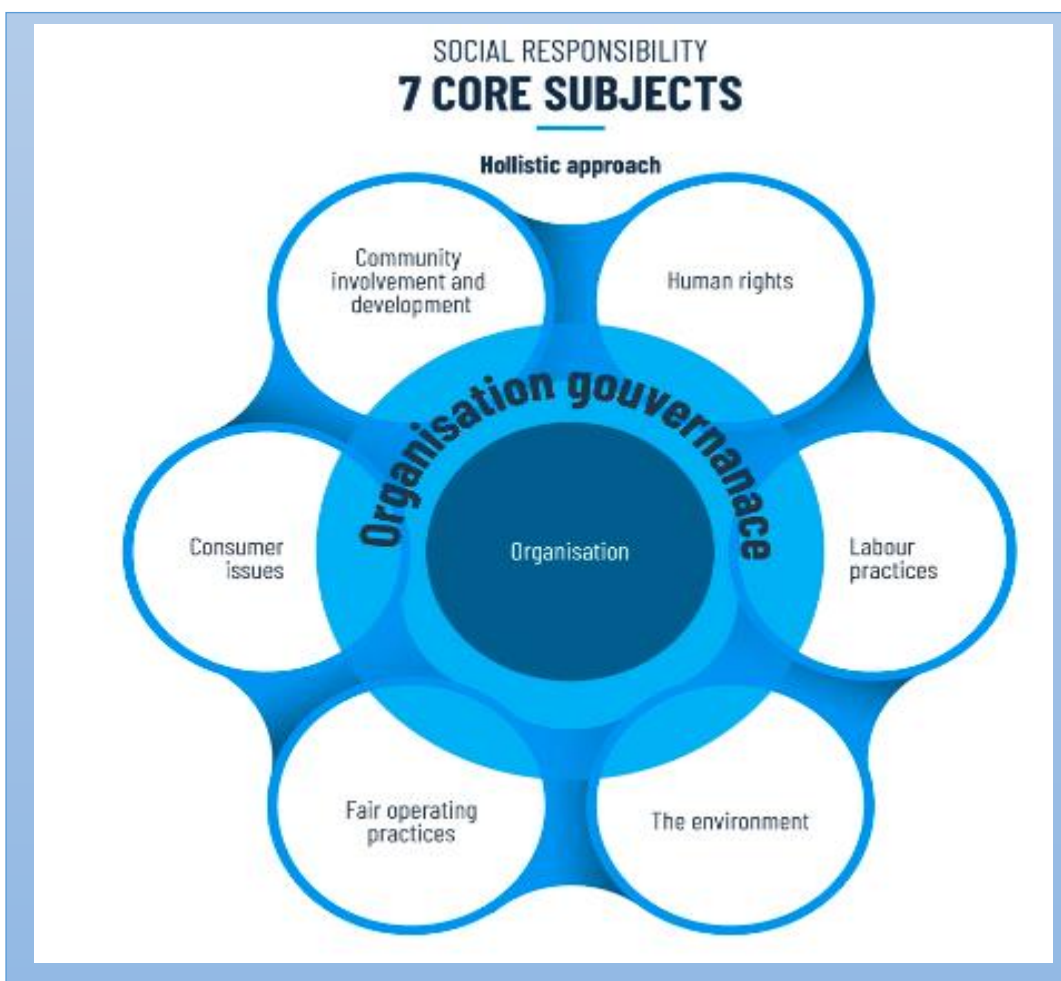 SOCIAL RESPONSIBILITY
7 CORE SUBJECTS
Hollistic approach
Community
involvement and
development
Human rights
Organisation gouvernanace
Consumer
issues
Organisation
Labour
practices
Fair operating
practices
The environment